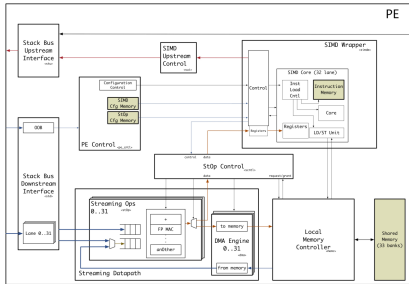 PE
Stack Bus
Upstream
Interface
SIMD
Upstream
Control
SIMD Wrapper
Configuration
Control
SIMD
Cfg Memory
StOp
Cfg Memory
PE Control
Control
SIMD Core (32 lane)
Inst
Load
Cntl
Instruction
Memory
Core
Registers
Registers
LD/ST Unit
OOB
Stack Bus
Downstream
Interface
Lane 0..31
control
data
StOp Control
data
request/grant
Streaming Ops
0..31
+
FP MAC
anOther
to memory
DMA Engine
0..31
from memory
Streaming Datapath
Local
Memory
Controller
Shared
Memory
(33 banks)